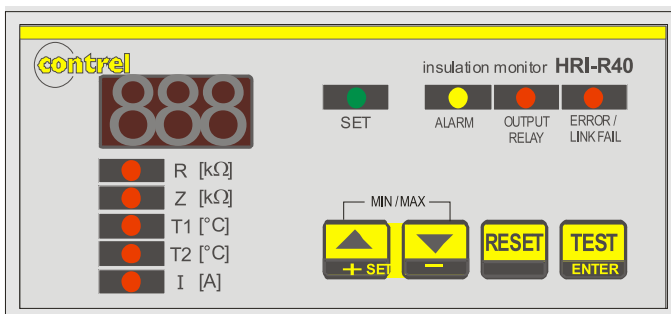 contrel
insulation monitor HRI-R40
888
SET
ALARM
OUTPUT
RELAY
ERROR /
LINK FAIL
R [kΩ]
Z [kΩ]
T1 [°C]
T2 [°C]
I [A]
MIN / MAX
+ SET
–
RESET
TEST
ENTER